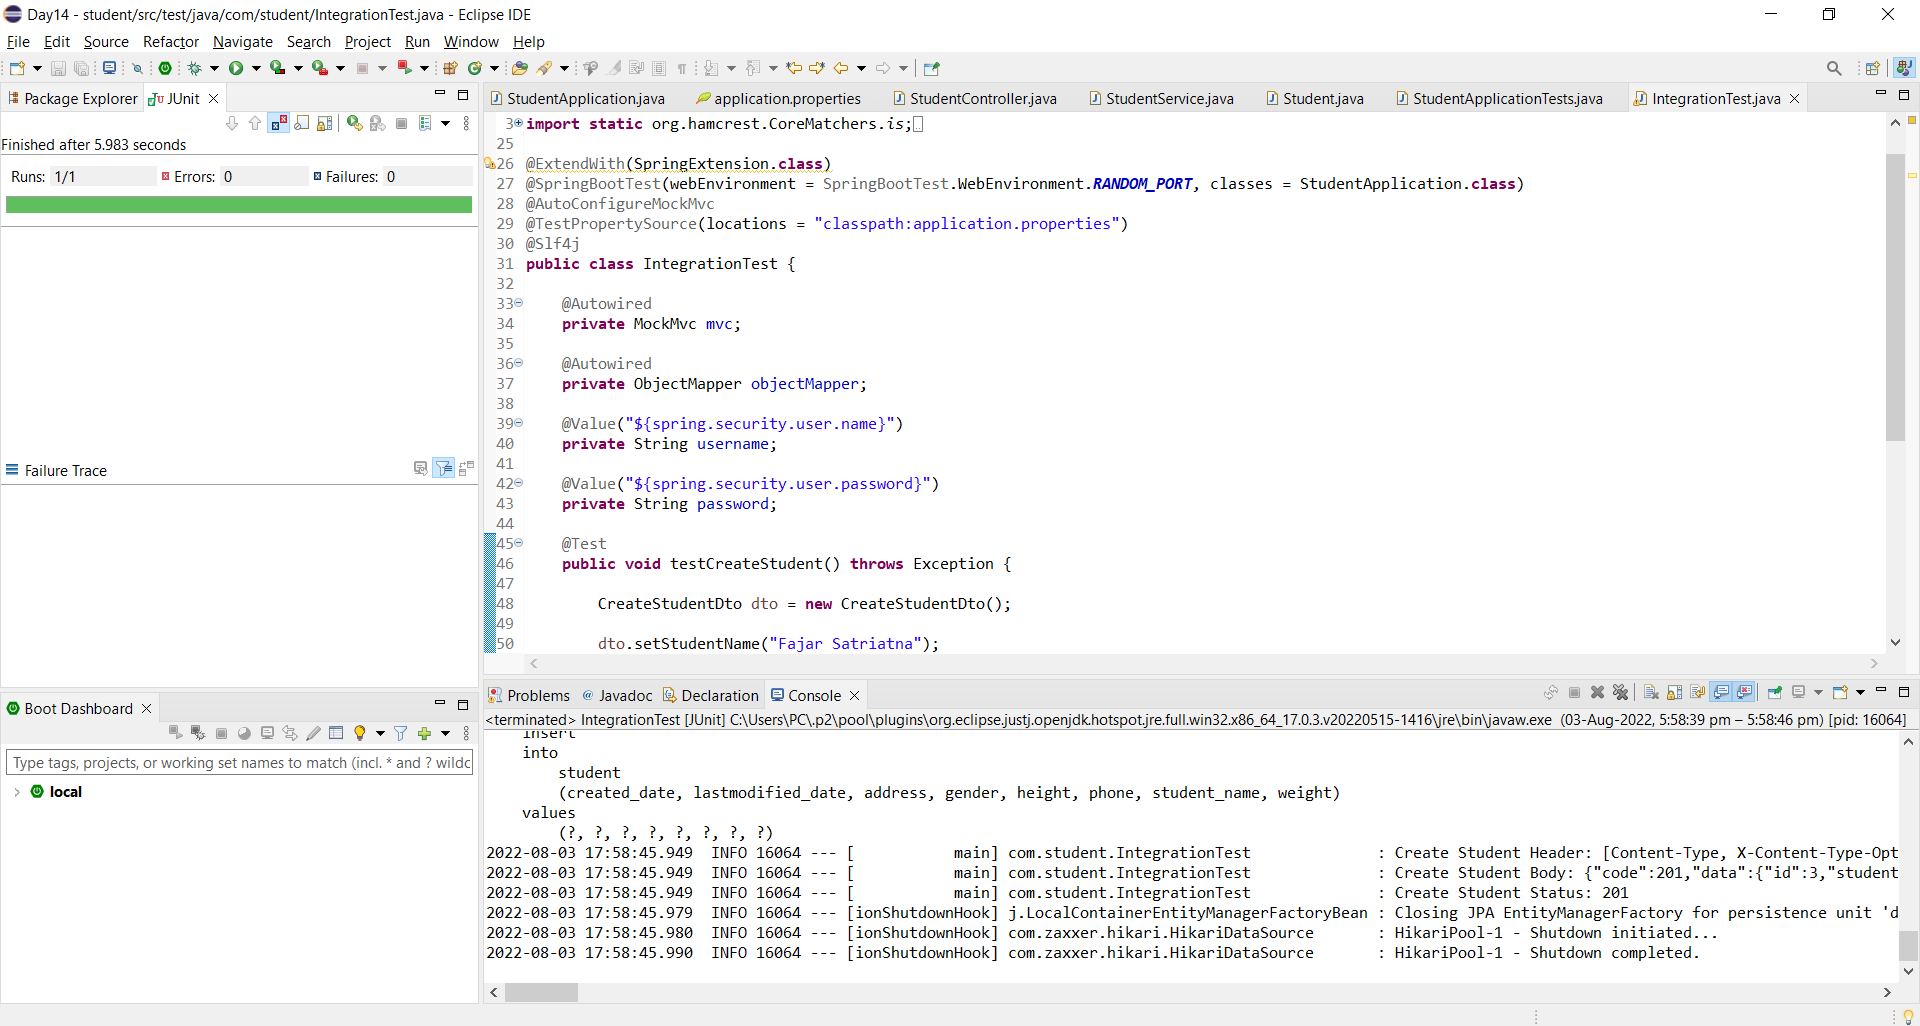 Day14 - student/src/test/java/com/student/IntegrationTest.java - Eclipse IDE
File Edit Source Refactor Navigate Search Project Run Window Help
Package Explorer JUnit
Finished after 5.983 seconds
Runs: 1/1 Errors: 0 Failures: 0
Failure Trace
StudentApplication.java application.properties StudentController.java StudentService.java Student.java StudentApplicationTests.java IntegrationTest.java
3 import static org.hamcrest.CoreMatchers.is;
25
26 @ExtendWith(SpringExtension.class)
27 @SpringBootTest(webEnvironment = SpringBootTest.WebEnvironment.RANDOM_PORT, classes = StudentApplication.class)
28 @AutoConfigureMockMvc
29 @TestPropertySource(locations = "classpath:application.properties")
30 @Slf4j
31 public class IntegrationTest {
32
33 @Autowired
34 private MockMvc mvc;
35
36 @Autowired
37 private ObjectMapper objectMapper;
38
39 @Value("${spring.security.user.name}")
40 private String username;
41
42 @Value("${spring.security.user.password}")
43 private String password;
44
45 @Test
46 public void testCreateStudent() throws Exception {
47
48 CreateStudentDto dto = new CreateStudentDto();
49
50 dto.setStudentName("Fajar Satriatna");
Boot Dashboard
Type tags, projects, or working set names to match (incl. * and ? wildc
local
Problems @ Javadoc Declaration Console
<terminated> IntegrationTest [JUnit] C:\Users\PC\.p2\pool\plugins\org.eclipse.justj.openjdk.hotspot.jre.full.win32.x86_64_17.0.3.v20220515-1416\jre\bin\javaw.exe (03-Aug-2022, 5:58:39 pm – 5:58:46 pm) [pid: 16064]
insert
into
student
(created_date, lastmodified_date, address, gender, height, phone, student_name, weight)
values
(?, ?, ?, ?, ?, ?, ?, ?)
2022-08-03 17:58:45.949 INFO 16064 --- [ main] com.student.IntegrationTest : Create Student Header: [Content-Type, X-Content-Type-Opt
2022-08-03 17:58:45.949 INFO 16064 --- [ main] com.student.IntegrationTest : Create Student Body: {"code":201,"data":{"id":3,"student
2022-08-03 17:58:45.949 INFO 16064 --- [ main] com.student.IntegrationTest : Create Student Status: 201
2022-08-03 17:58:45.979 INFO 16064 --- [ionShutdownHook] j.LocalContainerEntityManagerFactoryBean : Closing JPA EntityManagerFactory for persistence unit 'd
2022-08-03 17:58:45.980 INFO 16064 --- [ionShutdownHook] com.zaxxer.hikari.HikariDataSource : HikariPool-1 - Shutdown initiated...
2022-08-03 17:58:45.990 INFO 16064 --- [ionShutdownHook] com.zaxxer.hikari.HikariDataSource : HikariPool-1 - Shutdown completed.